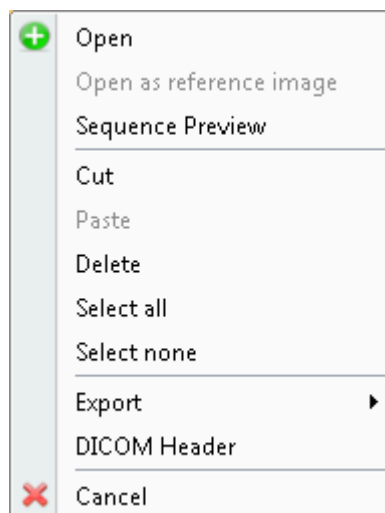 Open
Open as reference image
Sequence Preview
Cut
Paste
Delete
Select all
Select none
Export
DICOM Header
Cancel